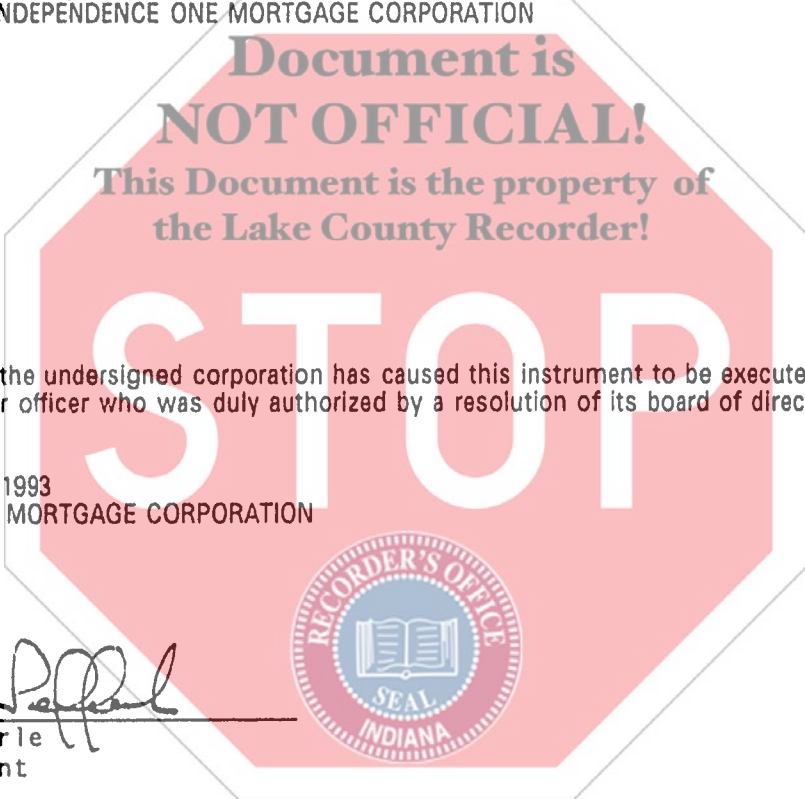 NDEPENDENCE ONE MORTGAGE CORPORATION
Document is
NOT OFFICIAL!
This Document is the property of
the Lake County Recorder!
STOP
the undersigned corporation has caused this instrument to be execute
r officer who was duly authorized by a resolution of its board of direc
1993
MORTGAGE CORPORATION
RECORDER'S OFFICE
SEAL
INDIANA
rle
nt